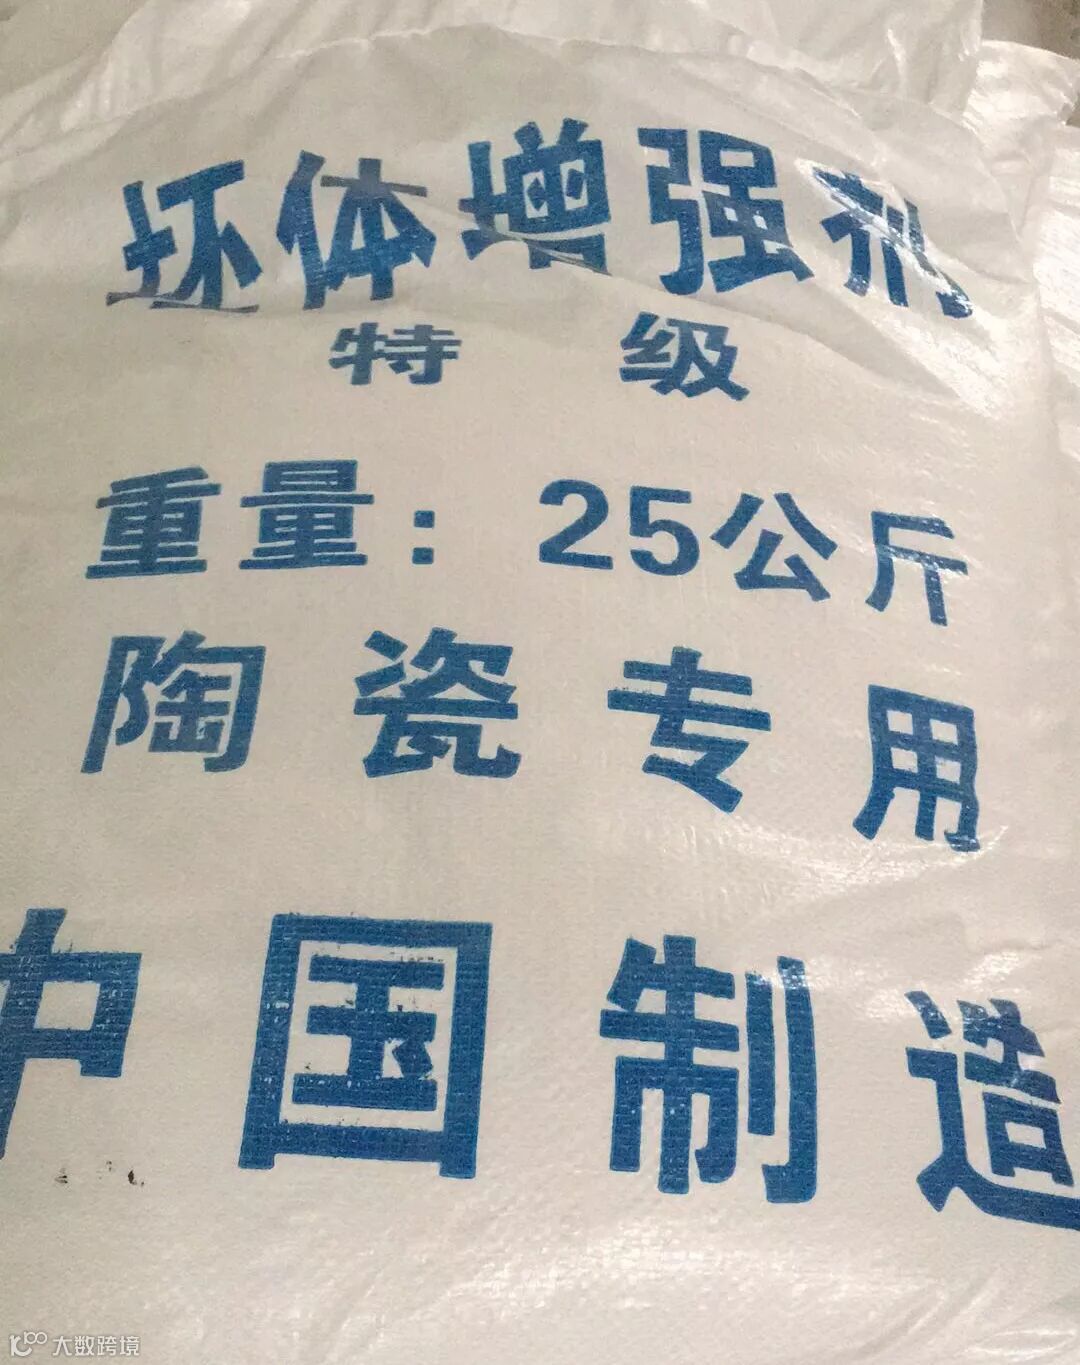 坯体增强剂
特级
重量：25公斤
陶瓷专用
中国制造
大数跨境